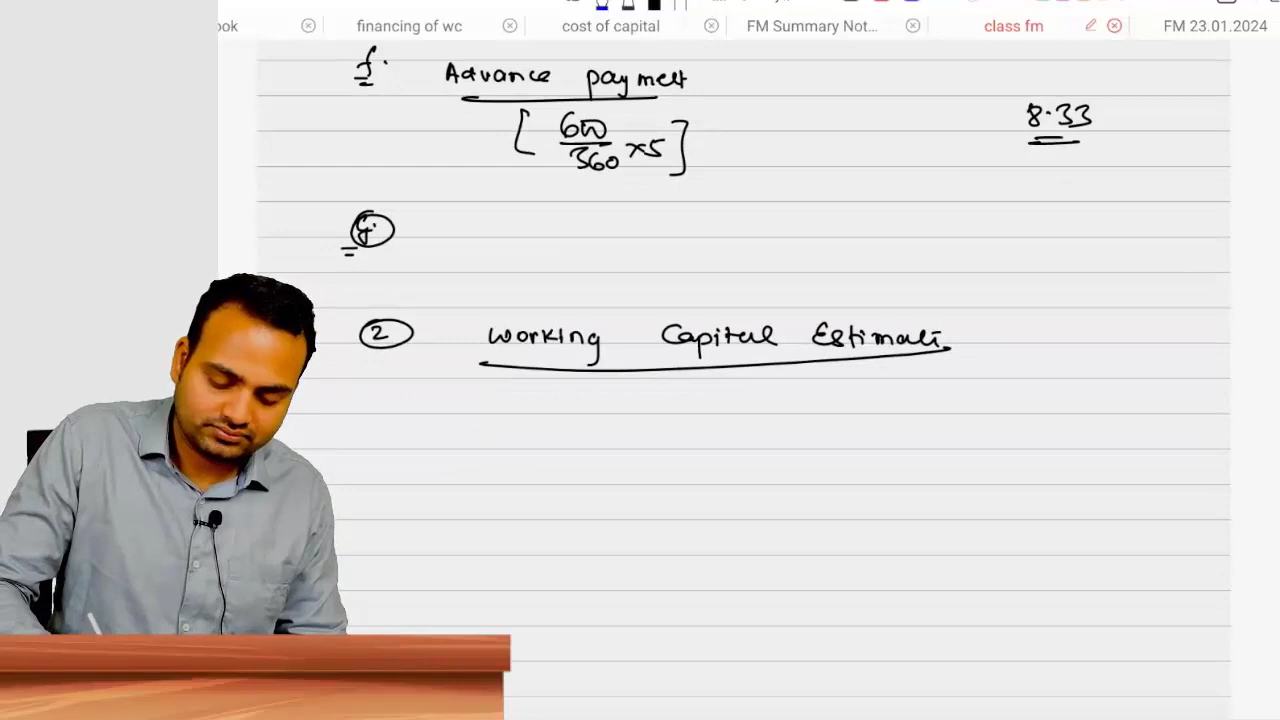 ook financing of wc cost of capital FM Summary Not... class fm FM 23.01.2024
f. Advance payment
[ 600/360 x5 ] 8.33
G.
2 Working Capital Estimati